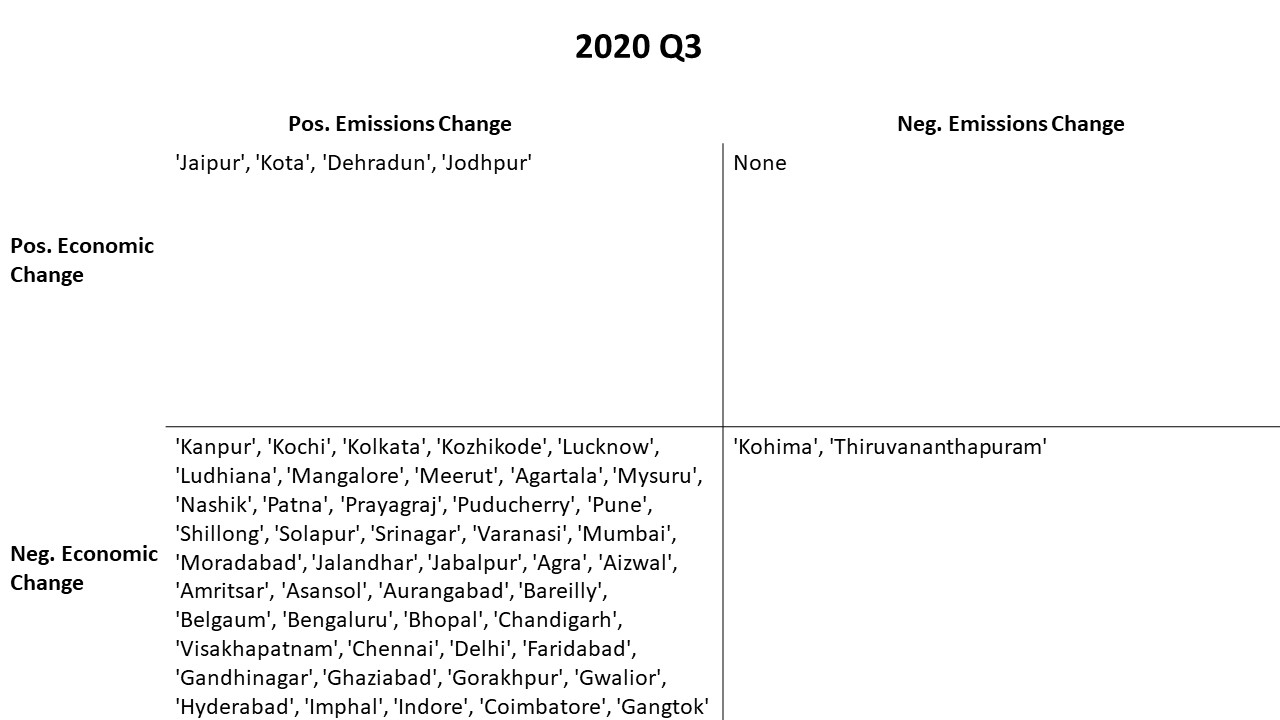 2020 Q3
Pos. Emissions Change
Neg. Emissions Change
Pos. Economic
Change
'Jaipur', 'Kota', 'Dehradun', 'Jodhpur'
None
Neg. Economic
Change
'Kanpur', 'Kochi', 'Kolkata', 'Kozhikode', 'Lucknow',
'Ludhiana', 'Mangalore', 'Meerut', 'Agartala', 'Mysuru',
'Nashik', 'Patna', 'Prayagraj', 'Puducherry', 'Pune',
'Shillong', 'Solapur', 'Srinagar', 'Varanasi', 'Mumbai',
'Moradabad', 'Jalandhar', 'Jabalpur', 'Agra', 'Aizwal',
'Amritsar', 'Asansol', 'Aurangabad', 'Bareilly',
'Belgaum', 'Bengaluru', 'Bhopal', 'Chandigarh',
'Visakhapatnam', 'Chennai', 'Delhi', 'Faridabad',
'Gandhinagar', 'Ghaziabad', 'Gorakhpur', 'Gwalior',
'Hyderabad', 'Imphal', 'Indore', 'Coimbatore', 'Gangtok'
'Kohima', 'Thiruvananthapuram'